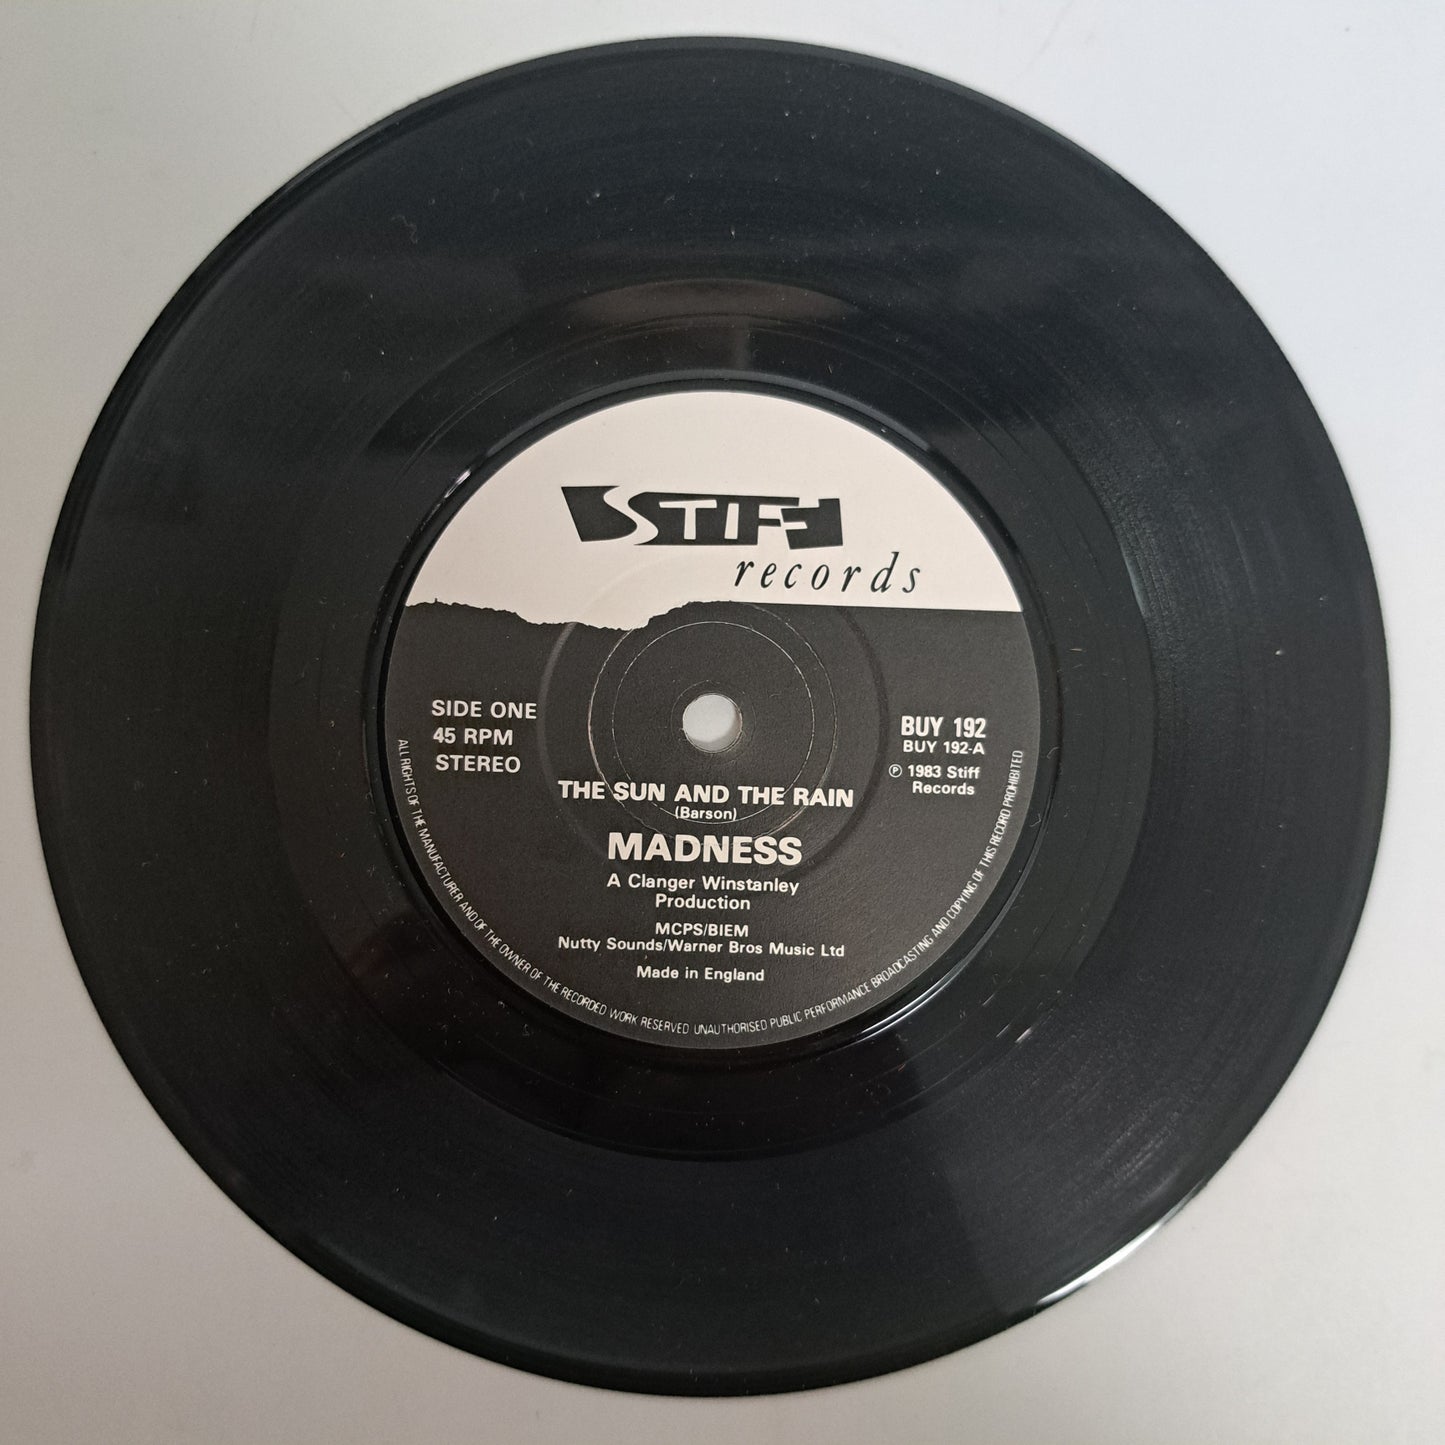 STIFF
records
SIDE ONE
45 RPM
STEREO
BUY 192
BUY 192-A
℗ 1983 Stiff
Records
THE SUN AND THE RAIN
(Barson)
MADNESS
A Clanger Winstanley
Production
MCPS/BIEM
Nutty Sounds/Warner Bros Music Ltd
Made in England
ALL RIGHTS OF THE MANUFACTURER AND OF THE OWNER OF THE RECORDED WORK RESERVED UNAUTHORISED PUBLIC PERFORMANCE BROADCASTING AND COPYING OF THIS RECORD PROHIBITED